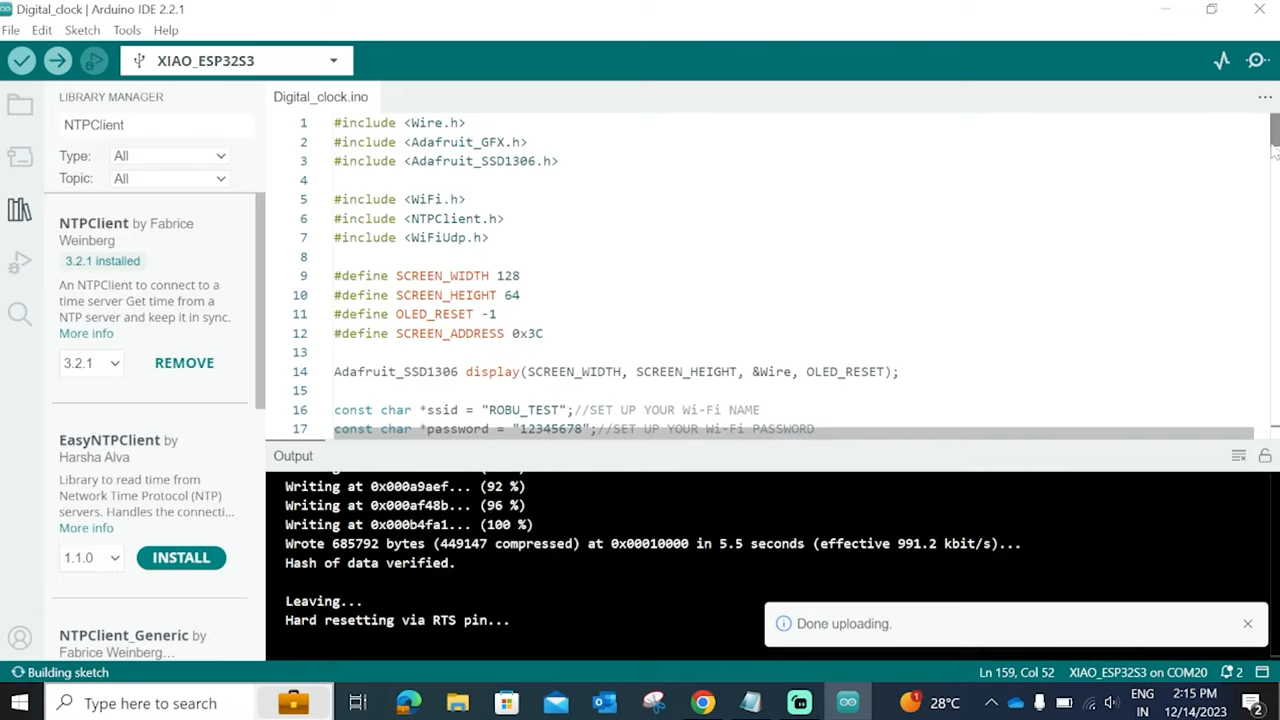 Digital_clock | Arduino IDE 2.2.1
File Edit Sketch Tools Help
XIAO_ESP32S3
LIBRARY MANAGER
NTPClient
Type: All
Topic: All
NTPClient by Fabrice
Weinberg
3.2.1 installed
An NTPClient to connect to a
time server Get time from a
NTP server and keep it in sync.
More info
3.2.1 REMOVE
EasyNTPClient by
Harsha Alva
Library to read time from
Network Time Protocol (NTP)
servers. Handles the connecti...
More info
1.1.0 INSTALL
NTPClient_Generic by
Fabrice Weinberg...
Digital_clock.ino
1 #include <Wire.h>
2 #include <Adafruit_GFX.h>
3 #include <Adafruit_SSD1306.h>
4
5 #include <WiFi.h>
6 #include <NTPClient.h>
7 #include <WiFiUdp.h>
8
9 #define SCREEN_WIDTH 128
10 #define SCREEN_HEIGHT 64
11 #define OLED_RESET -1
12 #define SCREEN_ADDRESS 0x3C
13
14 Adafruit_SSD1306 display(SCREEN_WIDTH, SCREEN_HEIGHT, &Wire, OLED_RESET);
15
16 const char *ssid = "ROBU_TEST";//SET UP YOUR Wi-Fi NAME
17 const char *password = "12345678";//SET UP YOUR Wi-Fi PASSWORD
Output
Writing at 0x000a9aef... (92 %)
Writing at 0x000af48b... (96 %)
Writing at 0x000b4fa1... (100 %)
Wrote 685792 bytes (449147 compressed) at 0x00010000 in 5.5 seconds (effective 991.2 kbit/s)...
Hash of data verified.
Leaving...
Hard resetting via RTS pin...
Done uploading.
Building sketch
Ln 159, Col 52 XIAO_ESP32S3 on COM20 2
Type here to search
1 28°C
ENG
IN
2:15 PM
12/14/2023
2